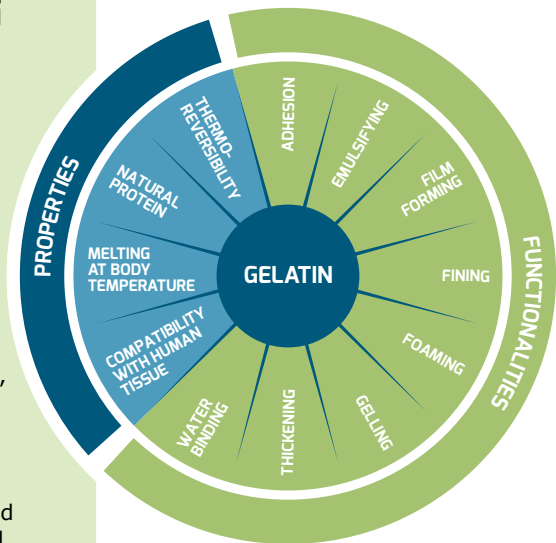 PROPERTIES
FUNCTIONALITIES
GELATIN
THERMO-
REVERSIBILITY
NATURAL
PROTEIN
MELTING
AT BODY
TEMPERATURE
COMPATIBILITY
WITH HUMAN
TISSUE
ADHESION
EMULSIFYING
FILM
FORMING
FINING
FOAMING
GELLING
THICKENING
WATER
BINDING